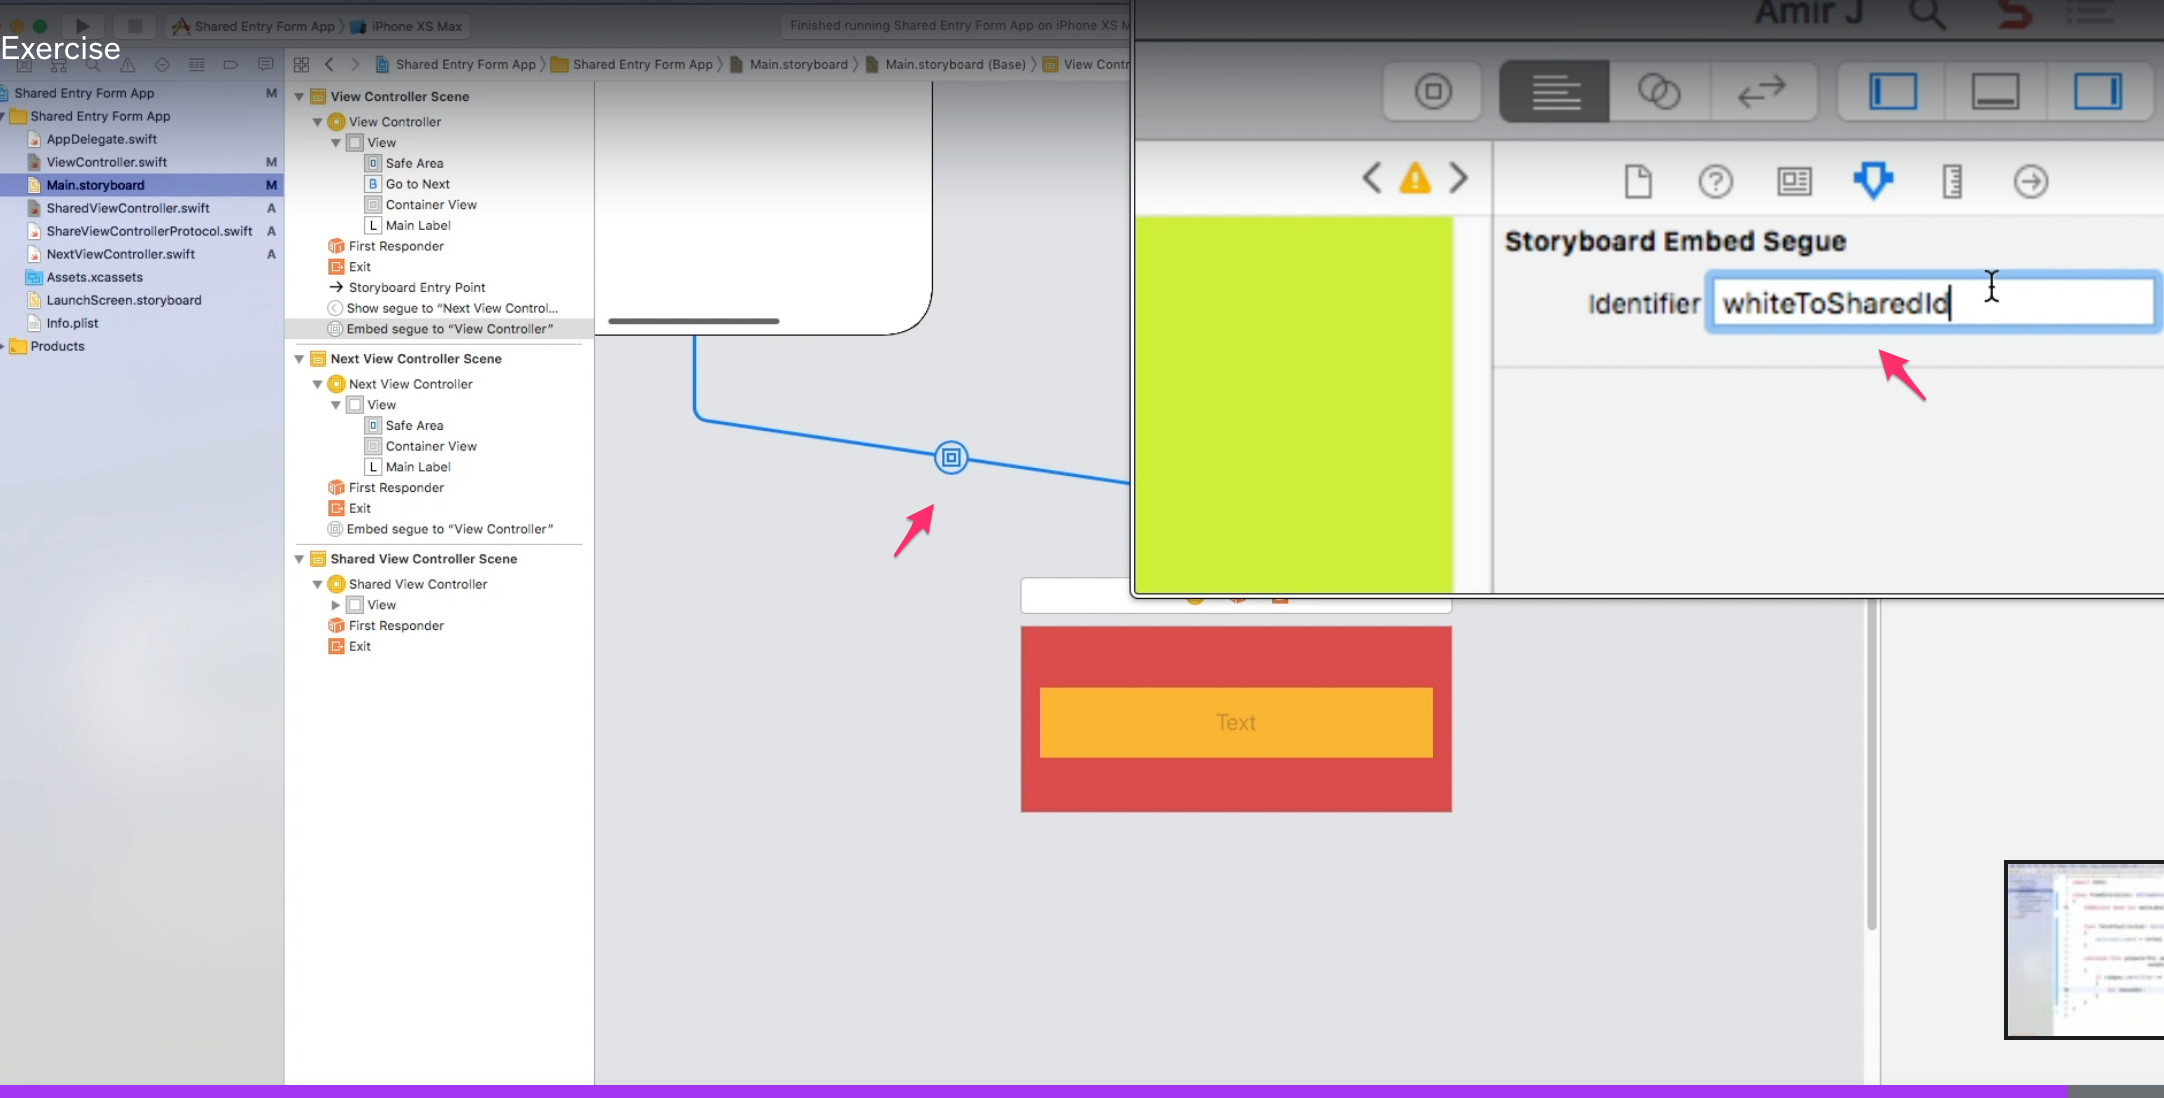 Shared Entry Form App
iPhone XS Max
Finished running Shared Entry Form App on iPhone XS M
Amir J
Exercise
Shared Entry Form App
Shared Entry Form App
Main.storyboard
Main.storyboard (Base)
View Contr
Shared Entry Form App M
Shared Entry Form App
AppDelegate.swift
ViewController.swift M
Main.storyboard M
SharedViewController.swift A
ShareViewControllerProtocol.swift A
NextViewController.swift A
Assets.xcassets
LaunchScreen.storyboard
Info.plist
Products
View Controller Scene
View Controller
View
Safe Area
B Go to Next
Container View
L Main Label
First Responder
Exit
Storyboard Entry Point
Show segue to “Next View Control...
Embed segue to “View Controller”
Next View Controller Scene
Next View Controller
View
Safe Area
Container View
L Main Label
First Responder
Exit
Embed segue to “View Controller”
Shared View Controller Scene
Shared View Controller
View
First Responder
Exit
Storyboard Embed Segue
Identifier whiteToSharedId
Text